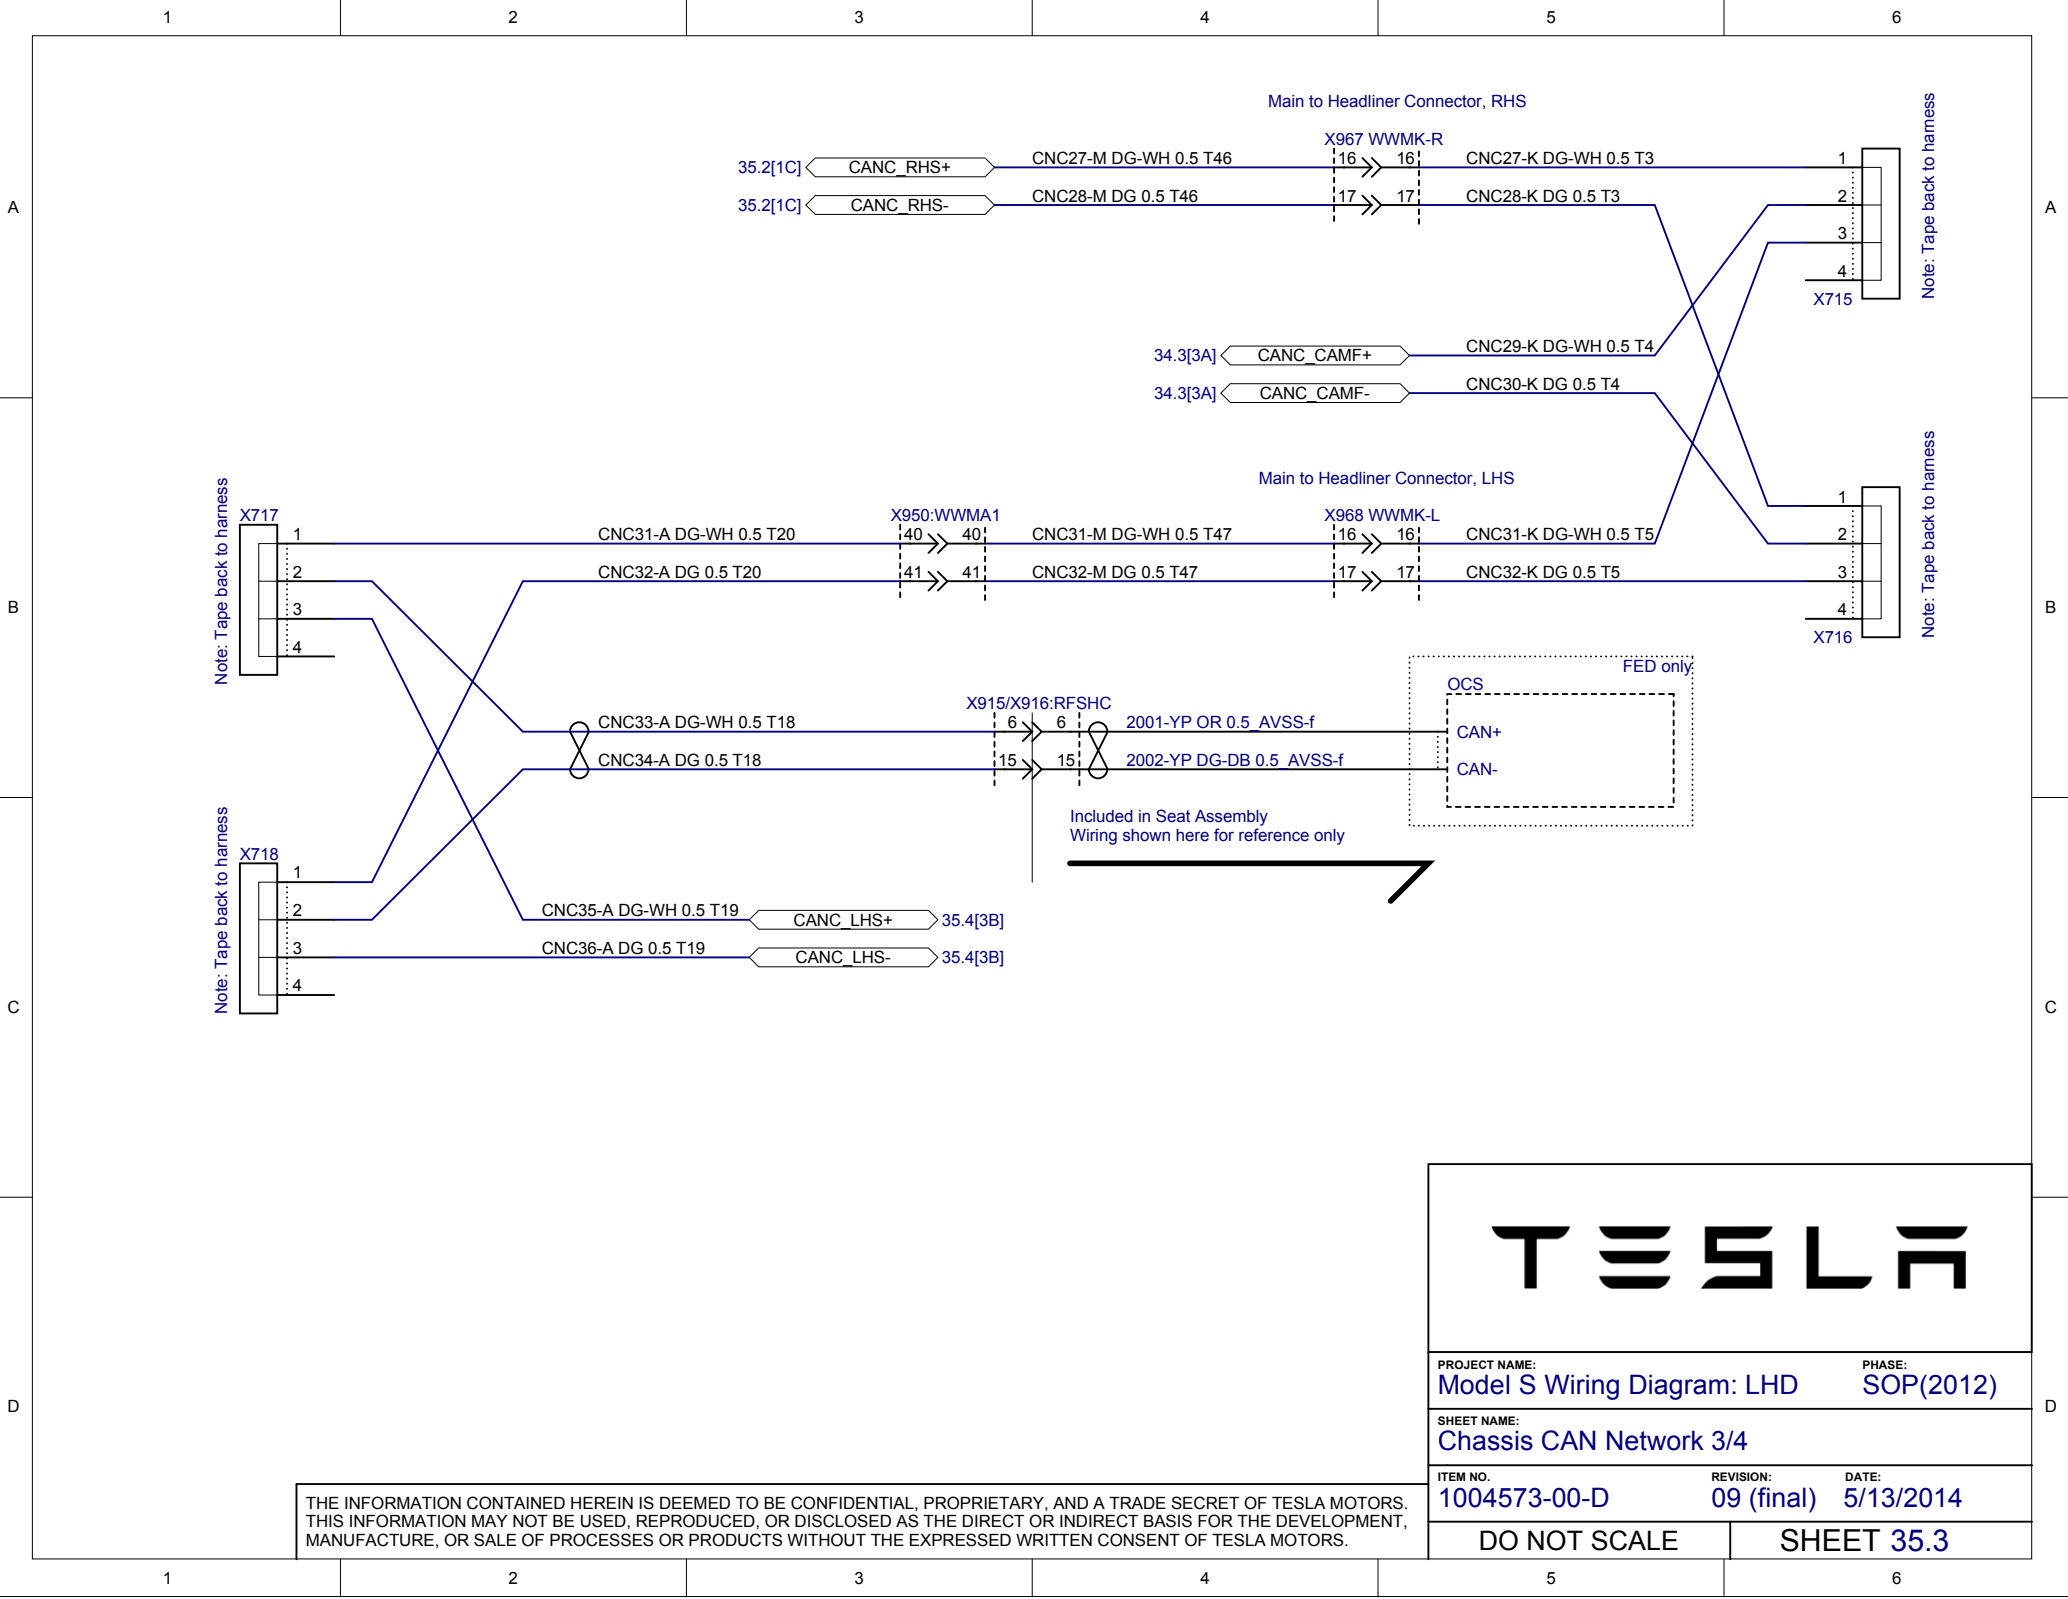 1 2 3 4 5 6
Main to Headliner Connector, RHS
X967 WWMK-R
35.2[1C] CANC_RHS+ CNC27-M DG-WH 0.5 T46 16 16 CNC27-K DG-WH 0.5 T3 1
35.2[1C] CANC_RHS- CNC28-M DG 0.5 T46 17 17 CNC28-K DG 0.5 T3 2
3
4
X715
Note: Tape back to harness
A A
34.3[3A] CANC_CAMF+ CNC29-K DG-WH 0.5 T4
34.3[3A] CANC_CAMF- CNC30-K DG 0.5 T4
Main to Headliner Connector, LHS
Note: Tape back to harness
X717 X950:WWMA1 X968 WWMK-L
1
1 CNC31-A DG-WH 0.5 T20 40 40 CNC31-M DG-WH 0.5 T47 16 16 CNC31-K DG-WH 0.5 T5 2
2 CNC32-A DG 0.5 T20 41 41 CNC32-M DG 0.5 T47 17 17 CNC32-K DG 0.5 T5 3
3 4
4
X716
Note: Tape back to harness
B B
FED only
OCS
X915/X916:RFSHC
CNC33-A DG-WH 0.5 T18 6 6 2001-YP OR 0.5_AVSS-f CAN+
CNC34-A DG 0.5 T18 15 15 2002-YP DG-DB 0.5_AVSS-f CAN-
Included in Seat Assembly
Wiring shown here for reference only
Note: Tape back to harness
X718
1
2 CNC35-A DG-WH 0.5 T19 CANC_LHS+ 35.4[3B]
3 CNC36-A DG 0.5 T19 CANC_LHS- 35.4[3B]
4
C C
TESLA
PROJECT NAME: PHASE:
Model S Wiring Diagram: LHD SOP(2012)
D D
SHEET NAME:
Chassis CAN Network 3/4
ITEM NO. REVISION: DATE:
1004573-00-D 09 (final) 5/13/2014
DO NOT SCALE SHEET 35.3
THE INFORMATION CONTAINED HEREIN IS DEEMED TO BE CONFIDENTIAL, PROPRIETARY, AND A TRADE SECRET OF TESLA MOTORS.
THIS INFORMATION MAY NOT BE USED, REPRODUCED, OR DISCLOSED AS THE DIRECT OR INDIRECT BASIS FOR THE DEVELOPMENT,
MANUFACTURE, OR SALE OF PROCESSES OR PRODUCTS WITHOUT THE EXPRESSED WRITTEN CONSENT OF TESLA MOTORS.
1 2 3 4 5 6